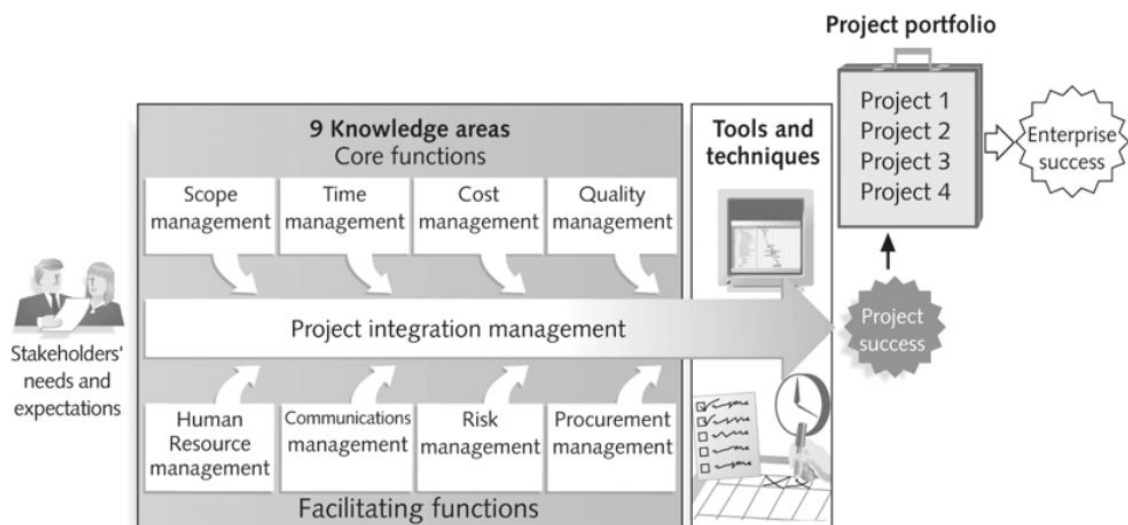 Project portfolio
Project 1
Project 2
Project 3
Project 4
Enterprise
success
9 Knowledge areas
Core functions
Tools and
techniques
Scope
management
Time
management
Cost
management
Quality
management
Project integration management
Project
success
Stakeholders'
needs and
expectations
Human
Resource
management
Communications
management
Risk
management
Procurement
management
Facilitating functions